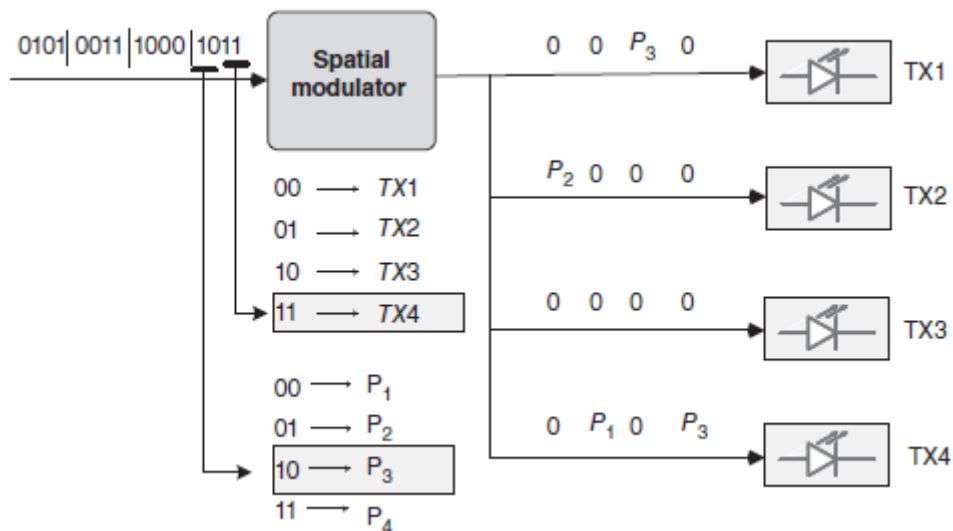 0101|0011|1000|1011
Spatial
modulator
00 → TX1
01 → TX2
10 → TX3
11 → TX4
00 → P₁
01 → P₂
10 → P₃
11 → P₄
0 0 P₃ 0
TX1
P₂ 0 0 0
TX2
0 0 0 0
TX3
0 P₁ 0 P₃
TX4